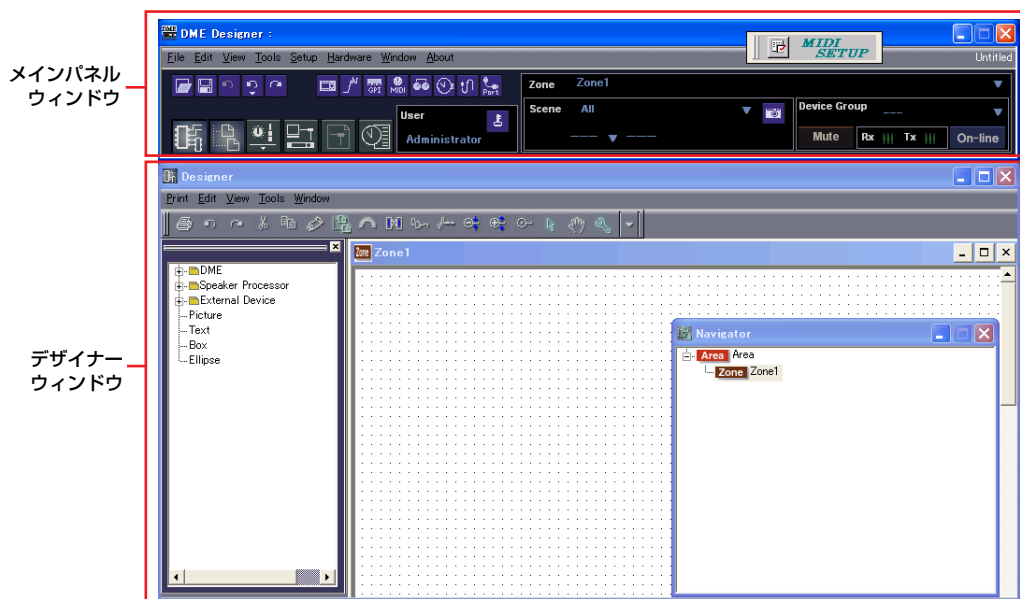 DME Designer :
MIDI
SETUP
File Edit View Tools Setup Hardware Window About
Untitled
メインパネル
ウィンドウ
GPI
MIDI
Port
Zone Zone1
User
Administrator
Scene All
--- ---
Device Group
---
Mute Rx Tx On-line
Designer
Print Edit View Tools Window
Zone Zone1
DME
Speaker Processor
External Device
Picture
Text
Box
Ellipse
デザイナー
ウィンドウ
Navigator
Area Area
Zone Zone1